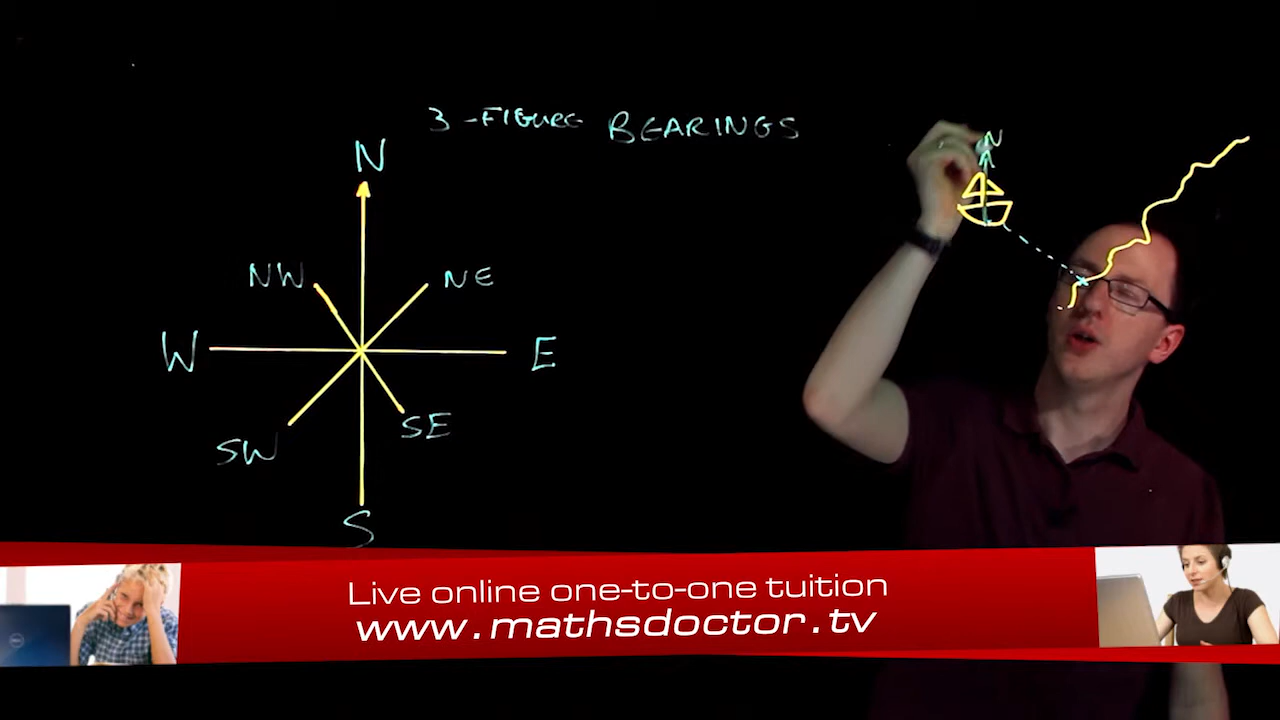 3-FIGURE BEARINGS
N
N
NW
NE
W
E
SW
SE
S
Live online one-to-one tuition
www.mathsdoctor.tv